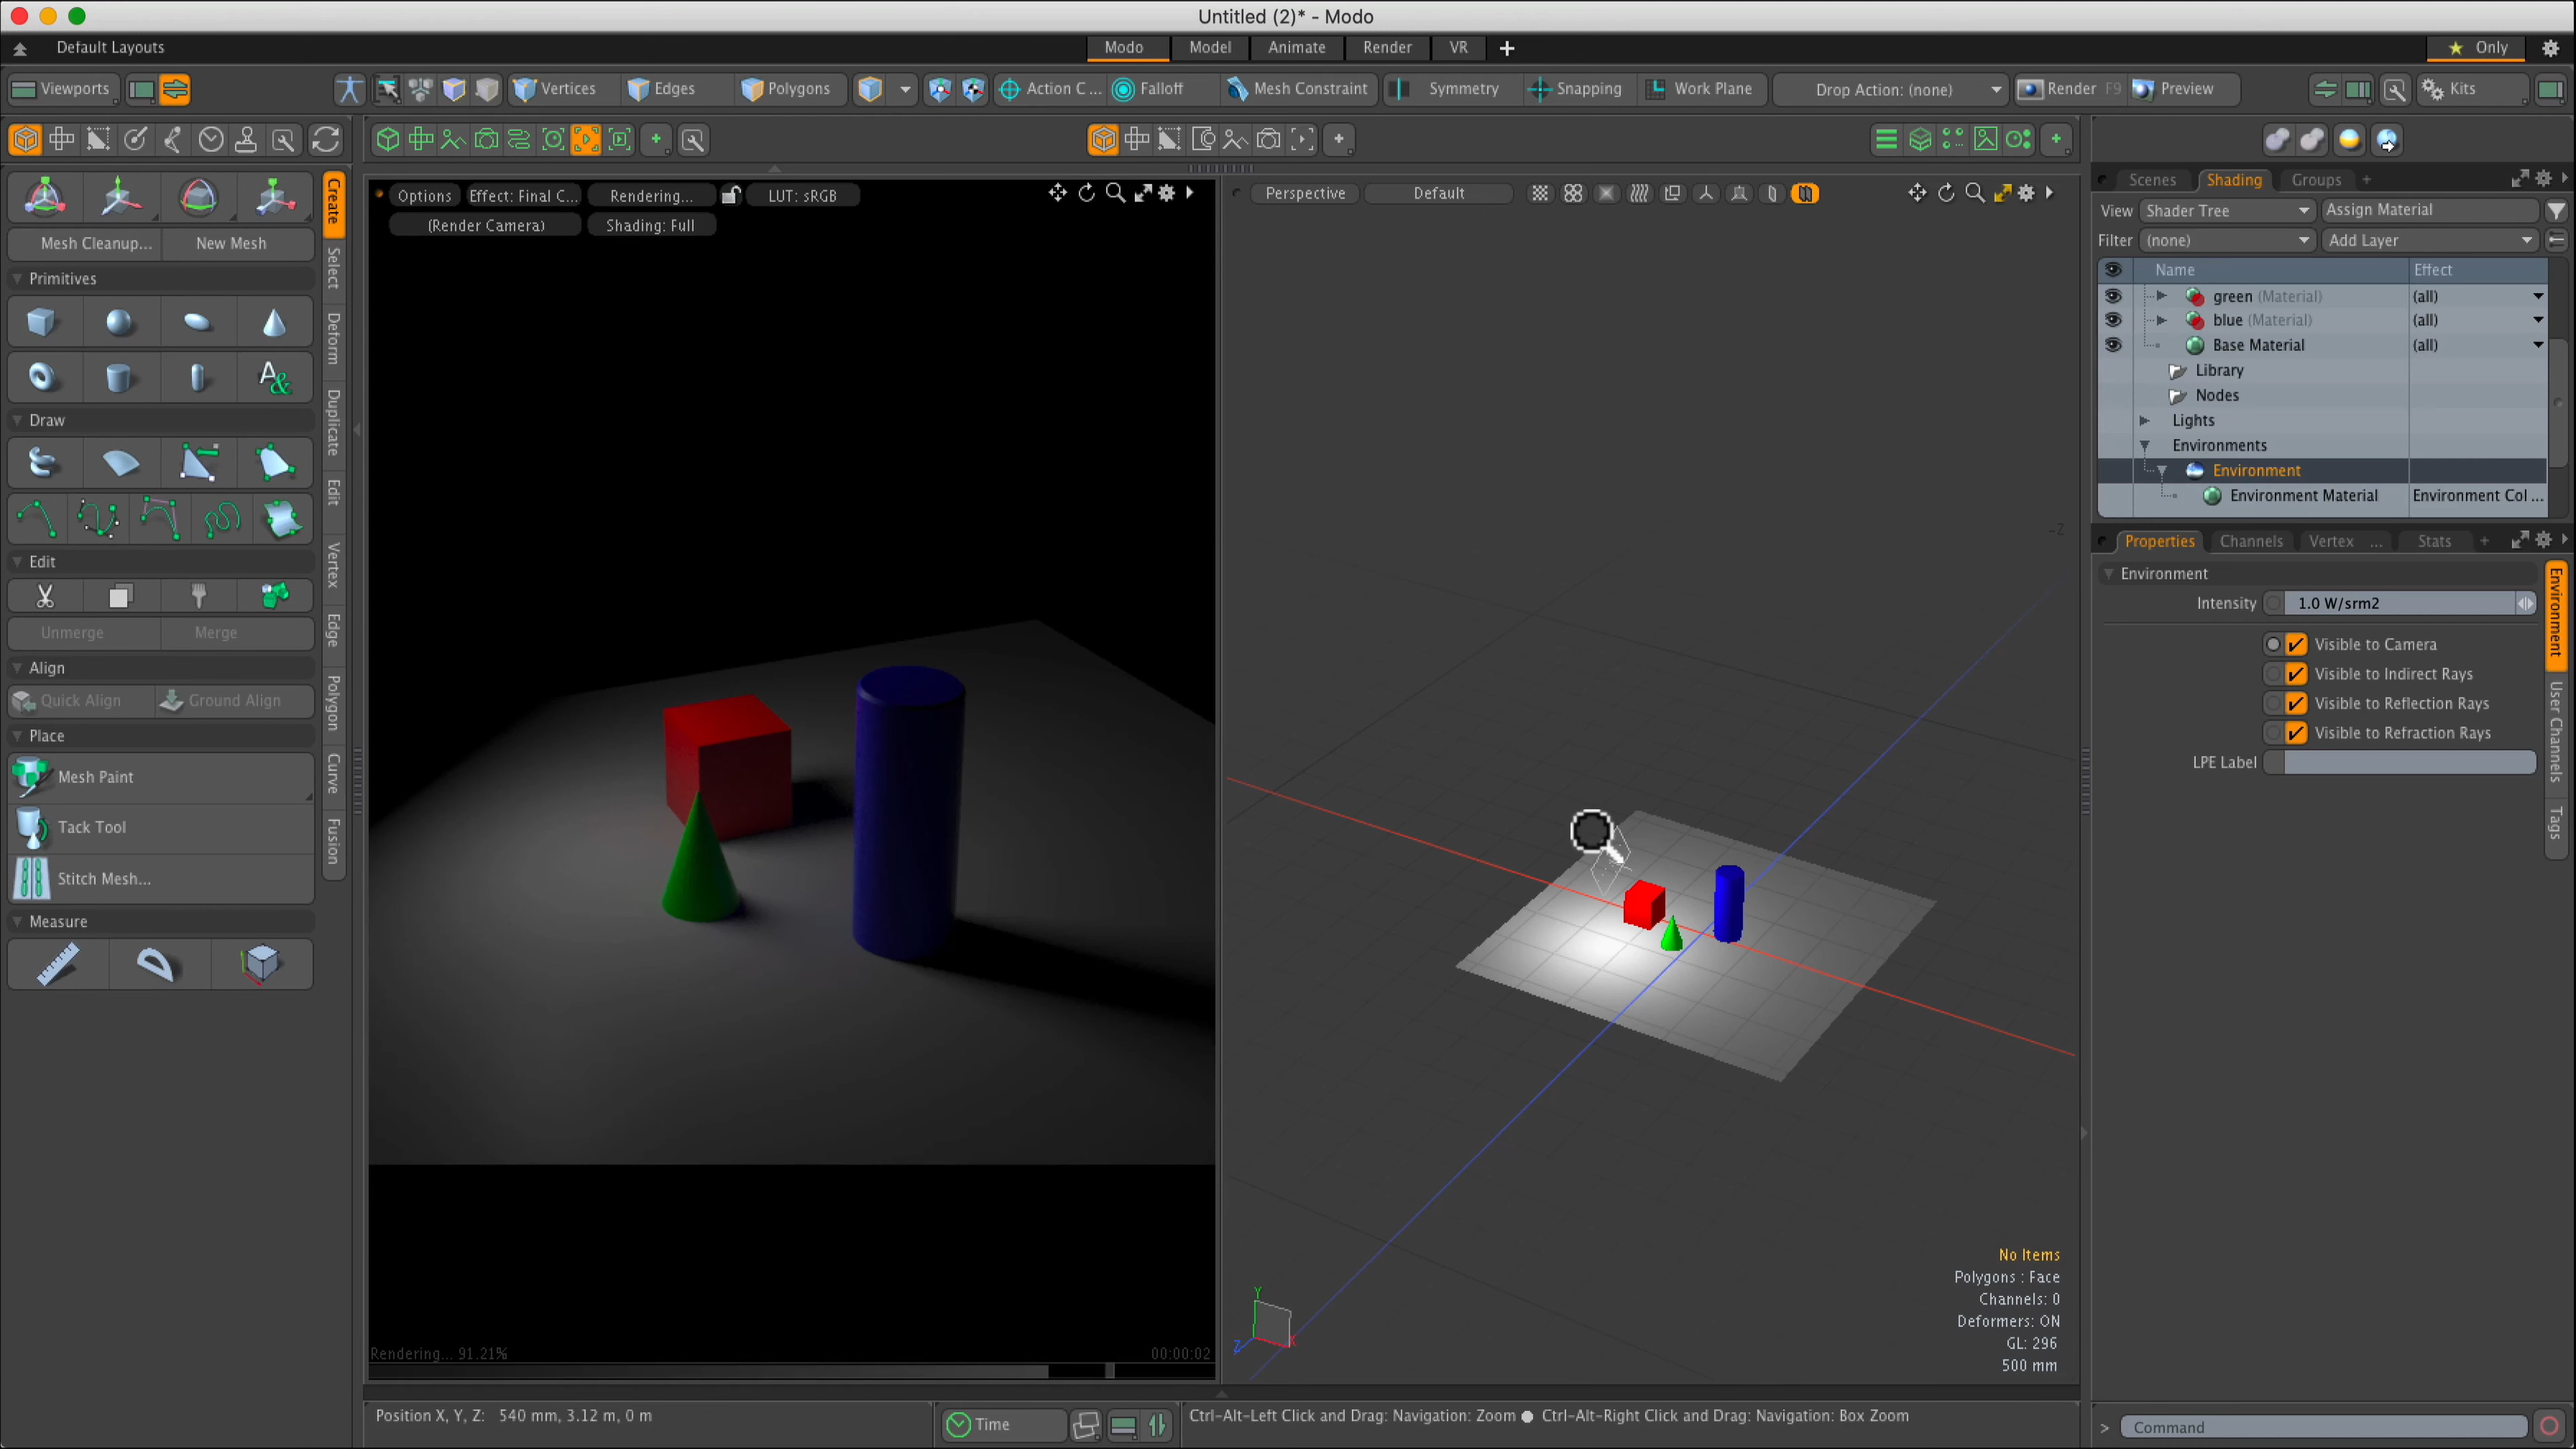 Untitled (2)* - Modo
Default Layouts
Modo Model Animate Render VR +
Only
Viewports
Vertices Edges Polygons
Action C ... Falloff Mesh Constraint Symmetry Snapping Work Plane Drop Action: (none) Render F9 Preview Kits
Mesh Cleanup... New Mesh
Primitives
Draw
Edit
Unmerge Merge
Align
Quick Align Ground Align
Place
Mesh Paint
Tack Tool
Stitch Mesh...
Measure
Create
Select
Deform
Duplicate
Edit
Vertex
Edge
Polygon
Curve
Fusion
Options Effect: Final C... Rendering... LUT: sRGB
(Render Camera) Shading: Full
Rendering... 91.21% 00:00:02
Perspective Default
-Z
No Items
Polygons : Face
Channels: 0
Deformers: ON
GL: 296
500 mm
Y
Z X
Scenes Shading Groups +
View Shader Tree Assign Material
Filter (none) Add Layer
Name Effect
green (Material) (all)
blue (Material) (all)
Base Material (all)
Library
Nodes
Lights
Environments
Environment
Environment Material Environment Col ...
Properties Channels Vertex ... Stats +
Environment
Intensity 1.0 W/srm2
Visible to Camera
Visible to Indirect Rays
Visible to Reflection Rays
Visible to Refraction Rays
LPE Label
Environment
User Channels
Tags
Position X, Y, Z: 540 mm, 3.12 m, 0 m
Time
Ctrl-Alt-Left Click and Drag: Navigation: Zoom ● Ctrl-Alt-Right Click and Drag: Navigation: Box Zoom
> Command